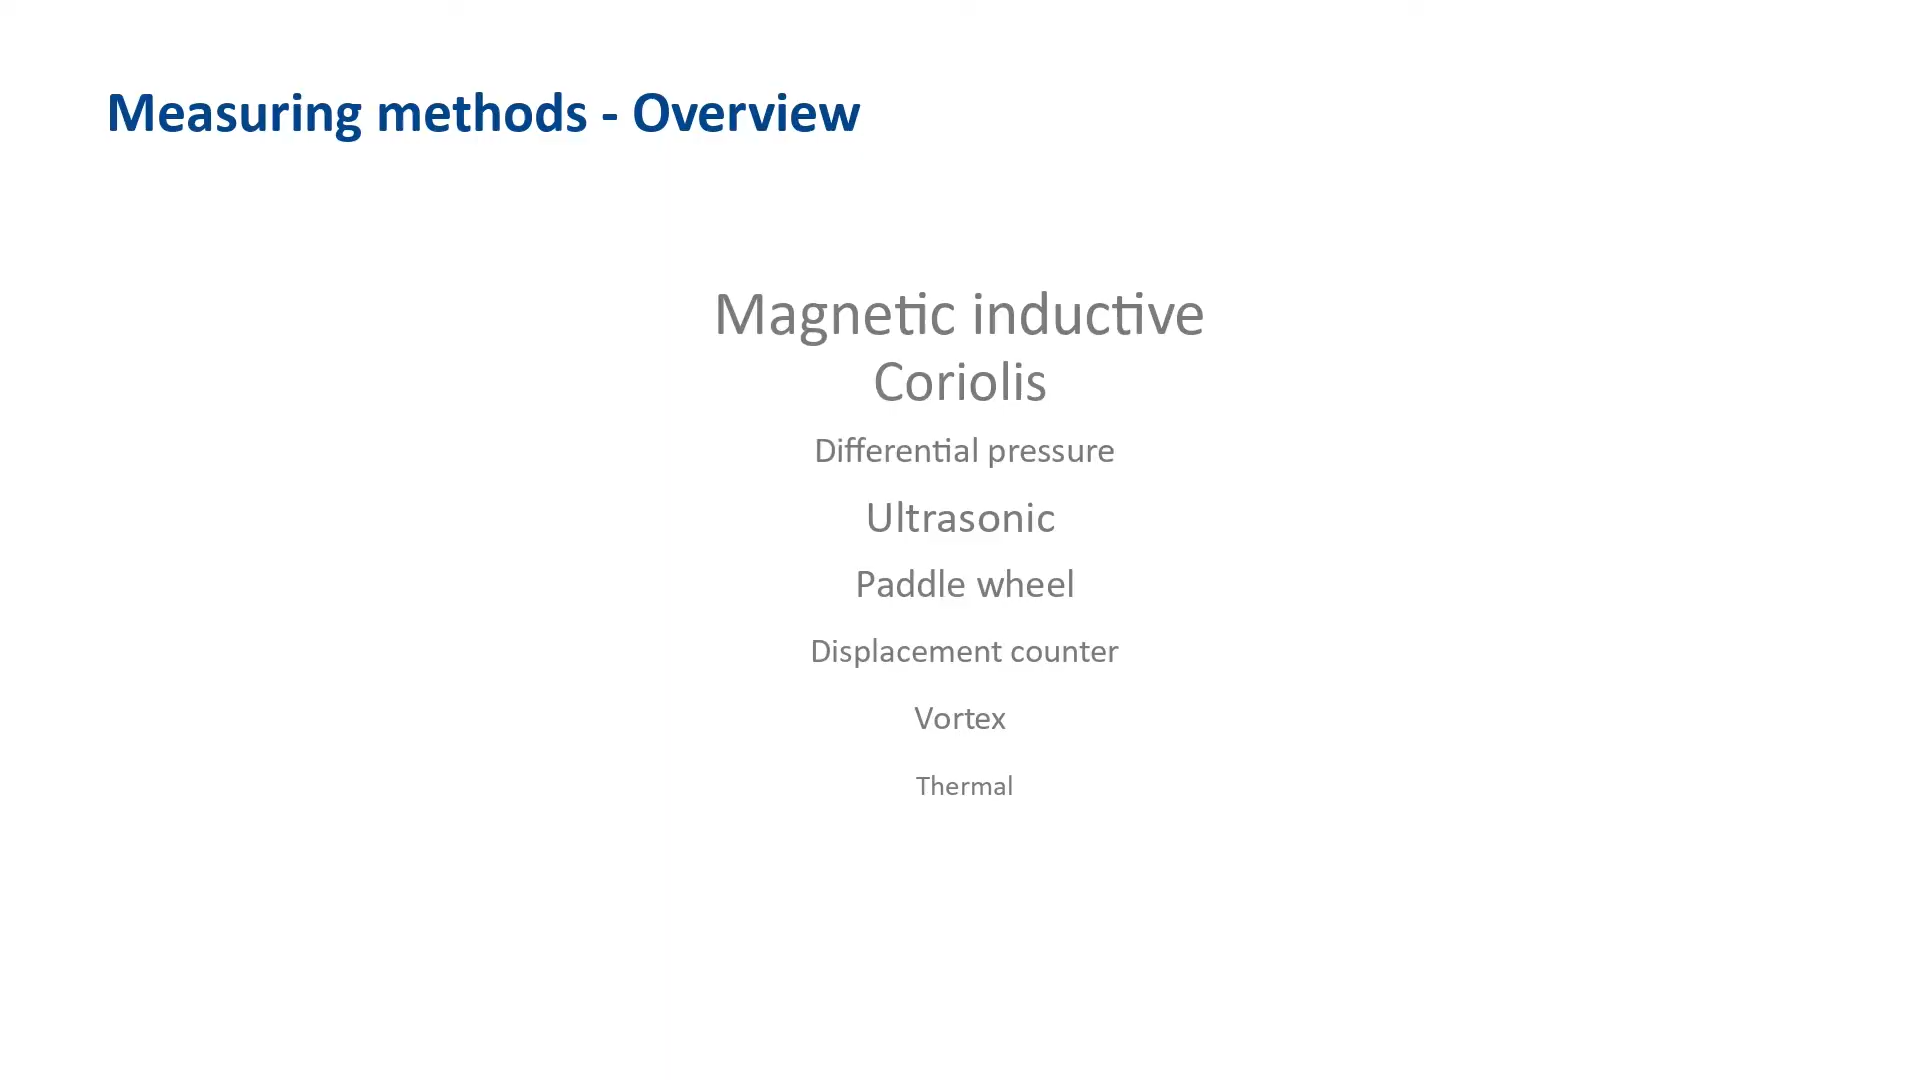 Measuring methods - Overview
Magnetic inductive
Coriolis
Differential pressure
Ultrasonic
Paddle wheel
Displacement counter
Vortex
Thermal